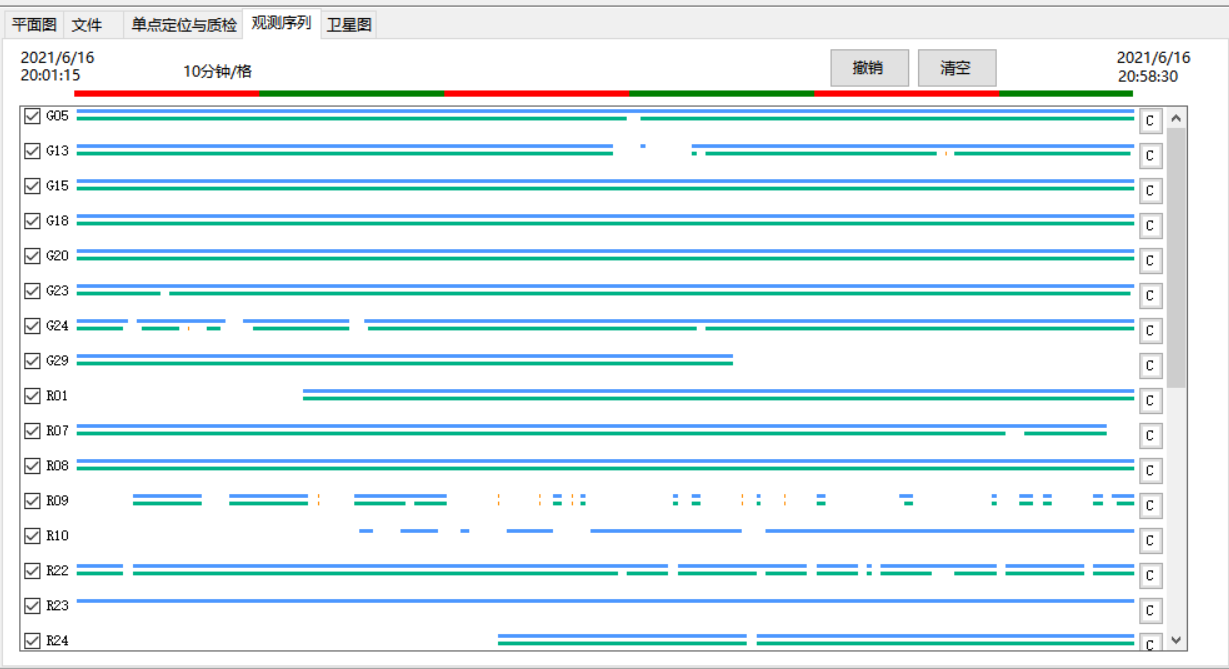 平面图 文件 单点定位与质检 观测序列 卫星图
2021/6/16 2021/6/16
20:01:15 10分钟/格 撤销 清空 20:58:30
G05 C
G13 C
G15 C
G18 C
G20 C
G23 C
G24 C
G29 C
R01 C
R07 C
R08 C
R09 C
R10 C
R22 C
R23 C
R24 C